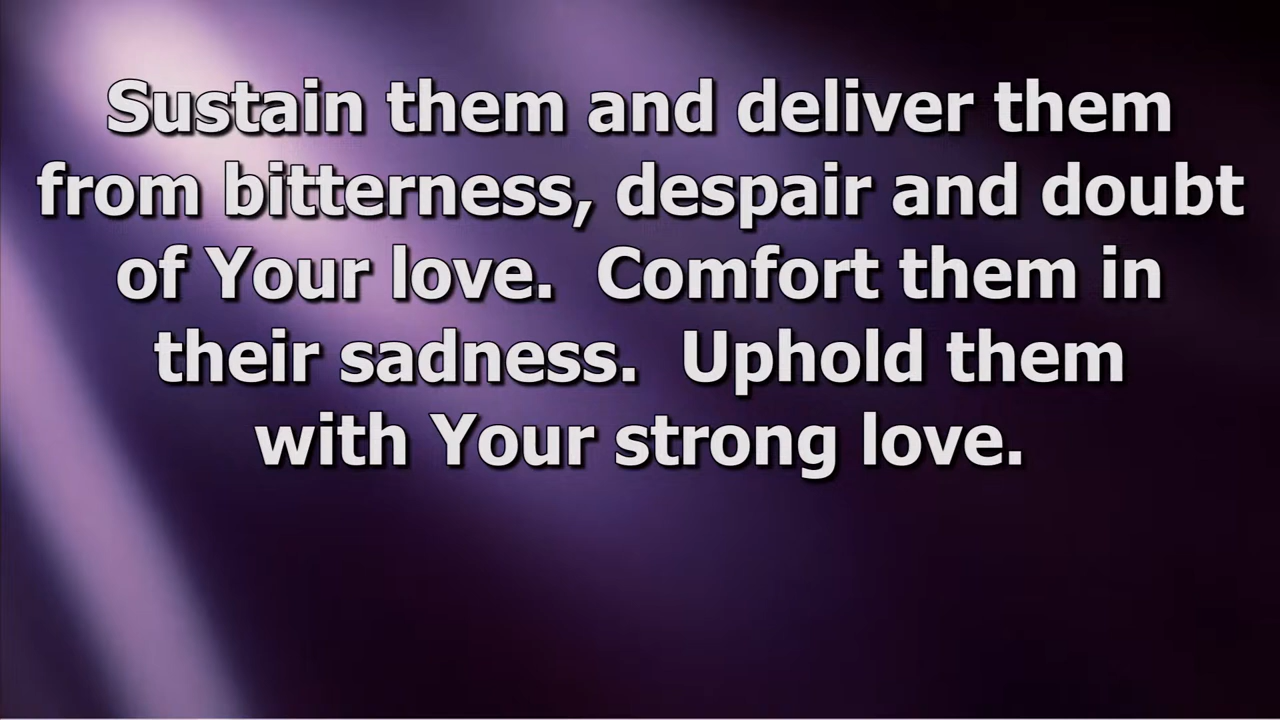 Sustain them and deliver them
from bitterness, despair and doubt
of Your love.  Comfort them in
their sadness.  Uphold them
with Your strong love.